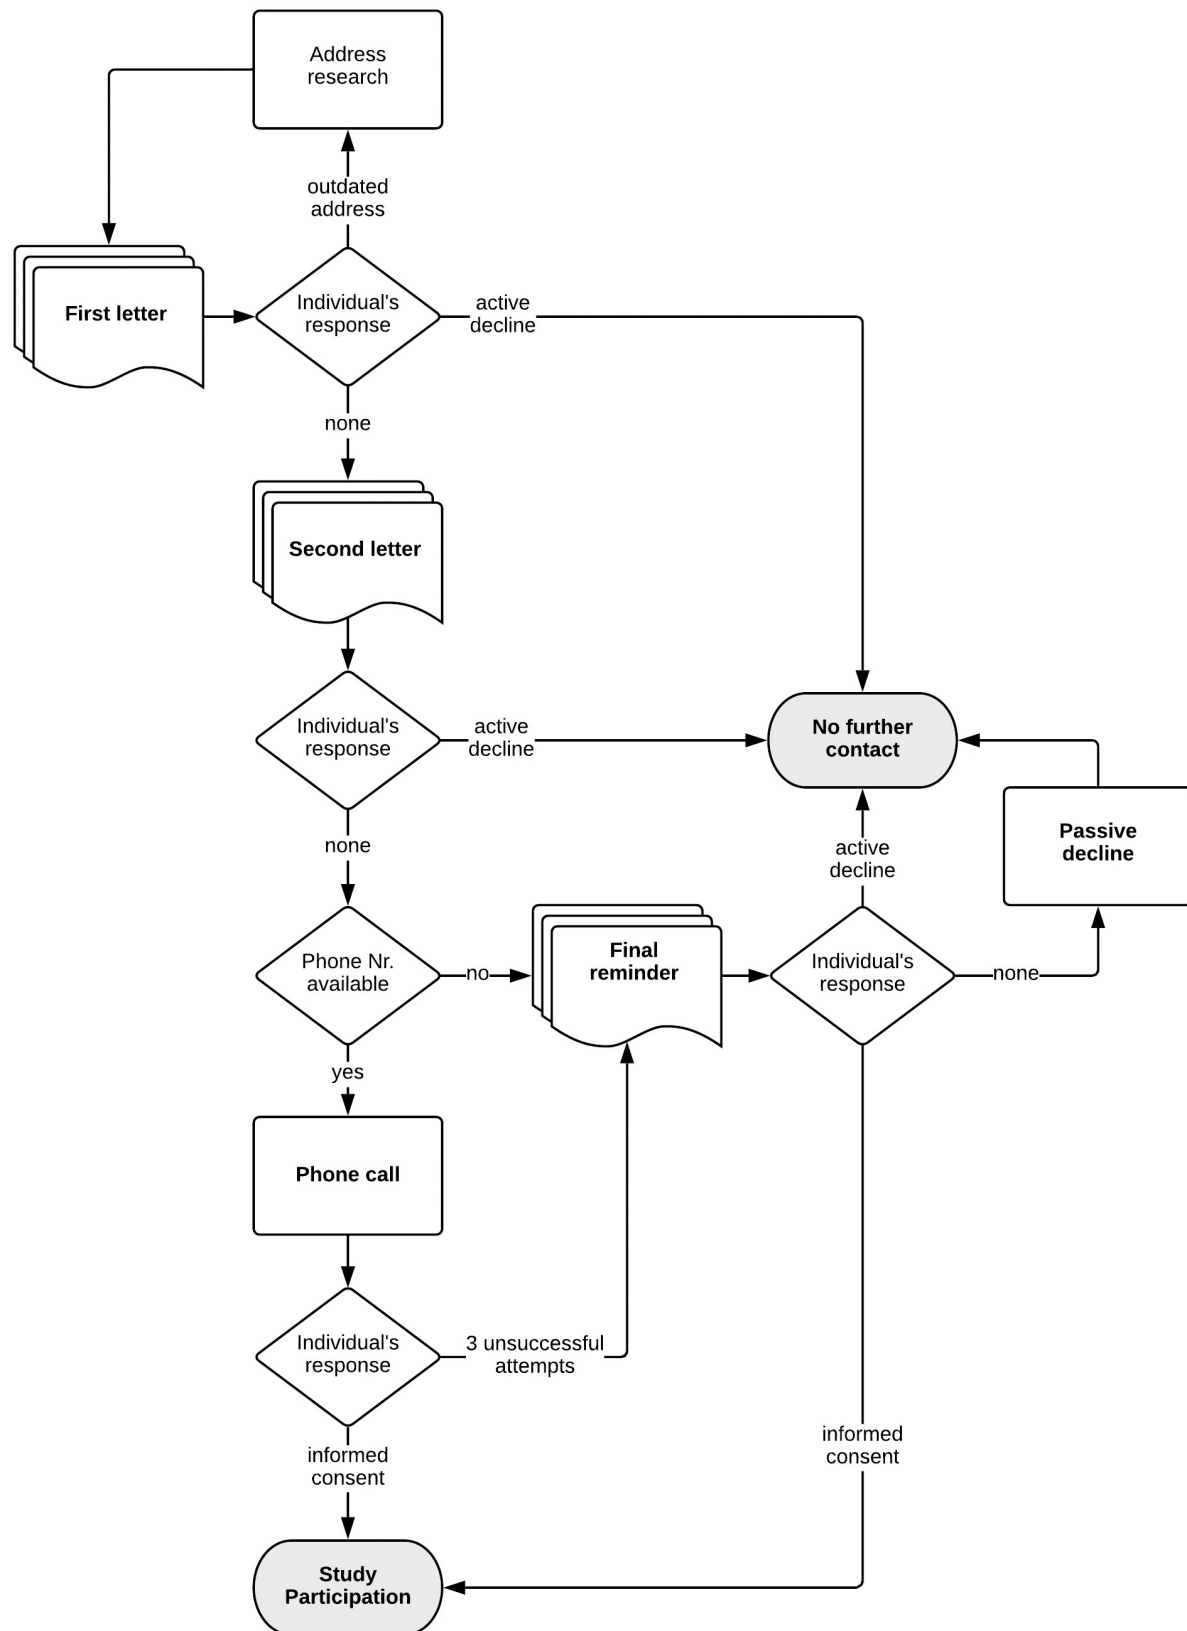 Address
research
outdated
address
First letter
Individual's
response
active
decline
none
Second letter
Individual's
response
active
decline
No further
contact
none
active
decline
Passive
decline
Phone Nr.
available
no
Final
reminder
Individual's
response
none
yes
Phone call
Individual's
response
3 unsuccessful
attempts
informed
consent
informed
consent
Study
Participation